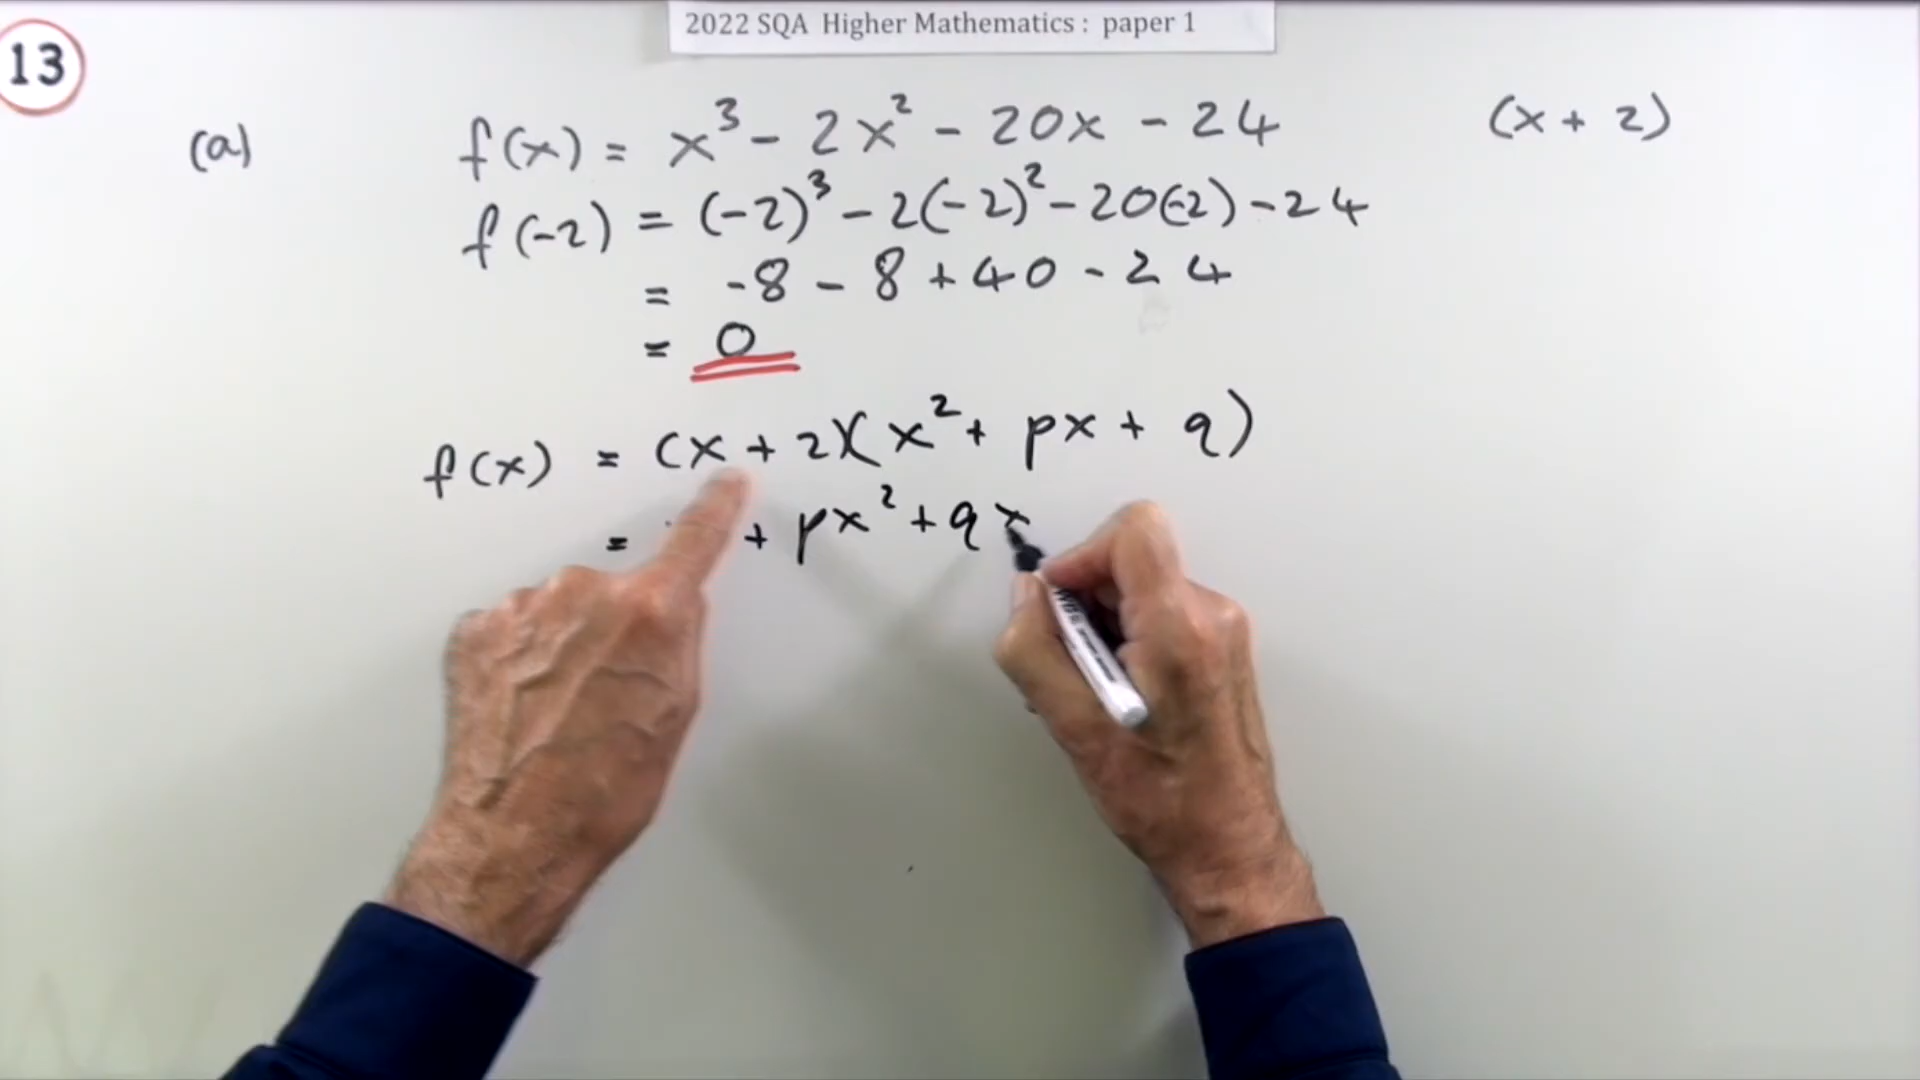 2022 SQA Higher Mathematics : paper 1
13
(a) f(x) = x³ - 2x² - 20x - 24 (x + 2)
f(-2) = (-2)³ - 2(-2)² - 20(-2) - 24
= -8 - 8 + 40 - 24
= 0
f(x) = (x + 2)(x² + px + q)
= + px² + qx